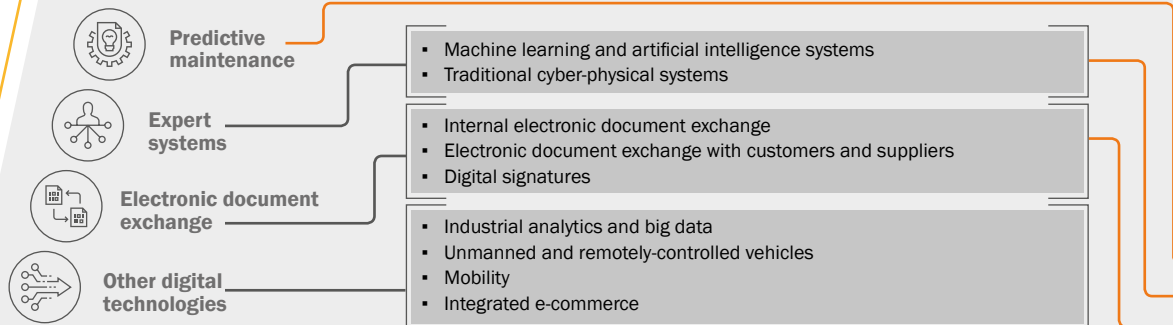 Predictive
maintenance
▪ Machine learning and artificial intelligence systems
▪ Traditional cyber-physical systems
Expert
systems
▪ Internal electronic document exchange
▪ Electronic document exchange with customers and suppliers
▪ Digital signatures
Electronic document
exchange
▪ Industrial analytics and big data
▪ Unmanned and remotely-controlled vehicles
▪ Mobility
▪ Integrated e-commerce
Other digital
technologies